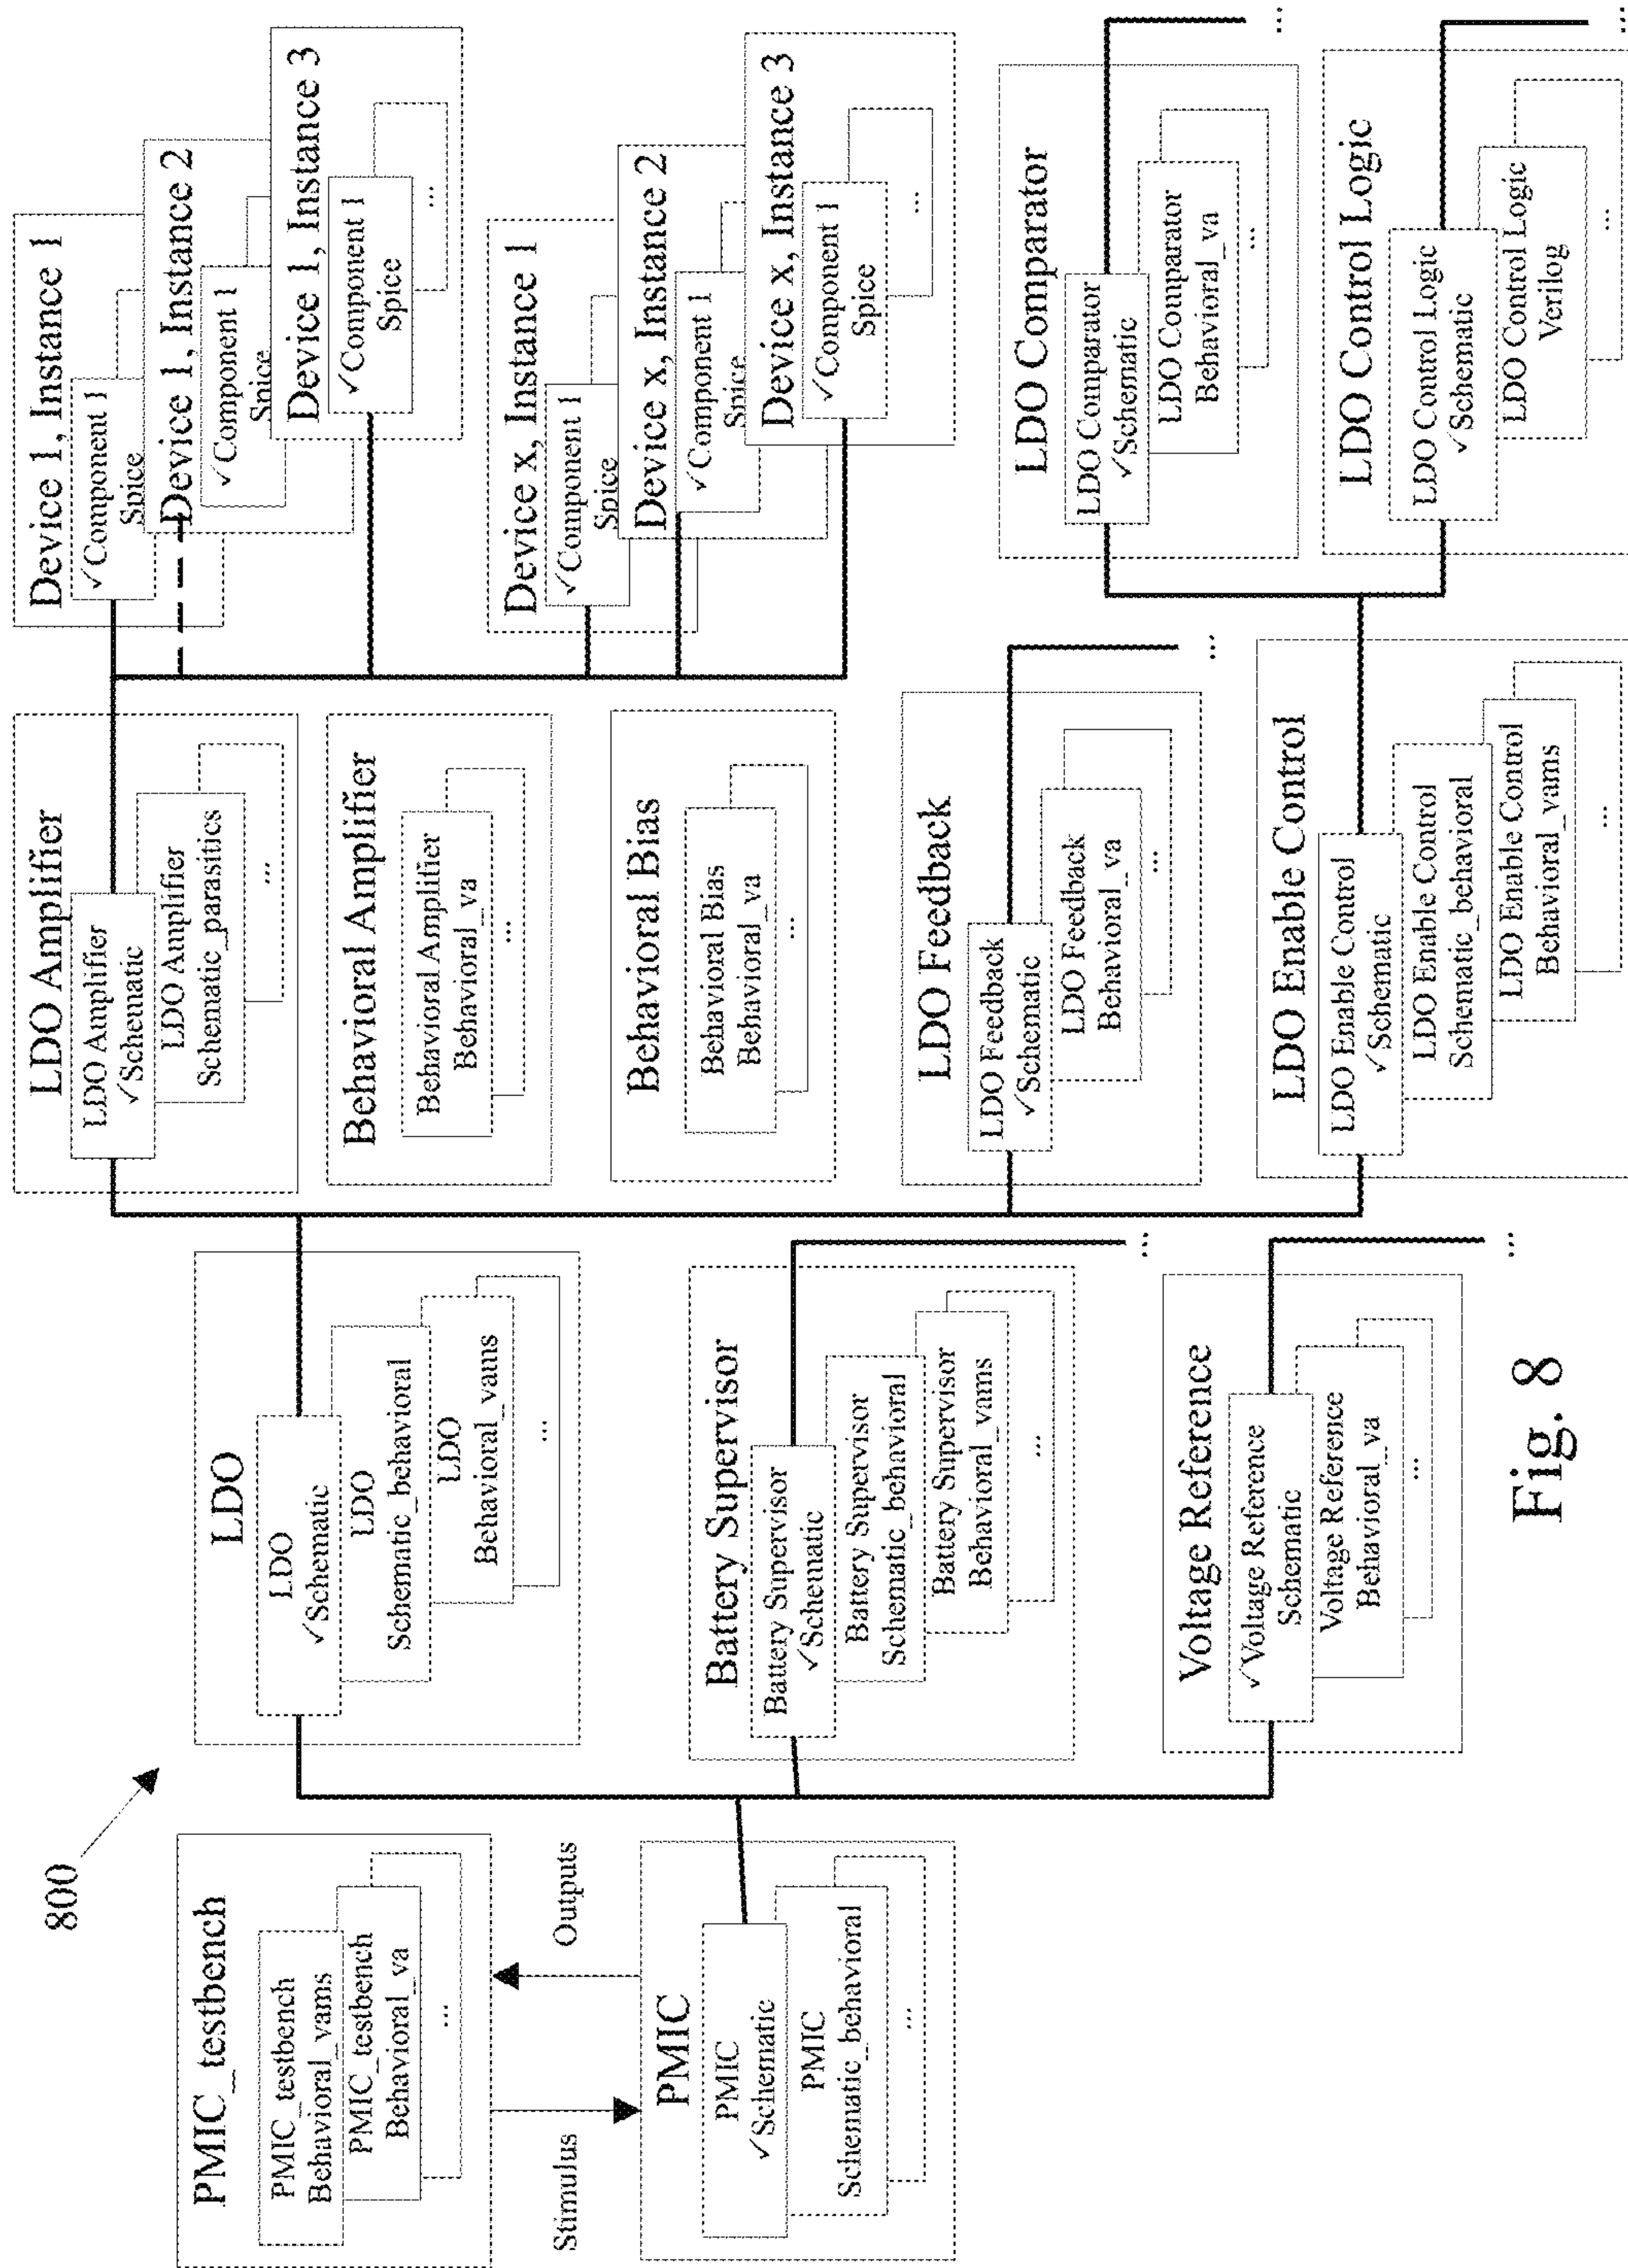 800
PMIC_testbench
PMIC_testbench
Behavioral_vams
PMIC_testbench
Behavioral_va
...
Stimulus
Outputs
PMIC
PMIC
✓Schematic
PMIC
Schematic_behavioral
...
LDO
LDO
✓Schematic
LDO
Schematic_behavioral
LDO
Behavioral_vams
...
Battery Supervisor
Battery Supervisor
✓Schematic
Battery Supervisor
Schematic_behavioral
Battery Supervisor
Behavioral_vams
...
...
Voltage Reference
✓Voltage Reference
Schematic
Voltage Reference
Behavioral_va
...
...
LDO Amplifier
LDO Amplifier
✓Schematic
LDO Amplifier
Schematic_parasitics
...
Behavioral Amplifier
Behavioral Amplifier
Behavioral_va
...
Behavioral Bias
Behavioral Bias
Behavioral_va
...
LDO Feedback
LDO Feedback
✓Schematic
LDO Feedback
Behavioral_va
...
...
LDO Enable Control
LDO Enable Control
✓Schematic
LDO Enable Control
Schematic_behavioral
LDO Enable Control
Behavioral_vams
...
Device 1, Instance 1
✓Component 1
Spice
Device 1, Instance 2
✓Component 1
Spice
Device 1, Instance 3
✓Component 1
Spice
...
Device x, Instance 1
✓Component 1
Spice
Device x, Instance 2
✓Component 1
Spice
Device x, Instance 3
✓Component 1
Spice
...
LDO Comparator
LDO Comparator
✓Schematic
LDO Comparator
Behavioral_va
...
...
LDO Control Logic
LDO Control Logic
✓Schematic
LDO Control Logic
Verilog
...
...
Fig. 8